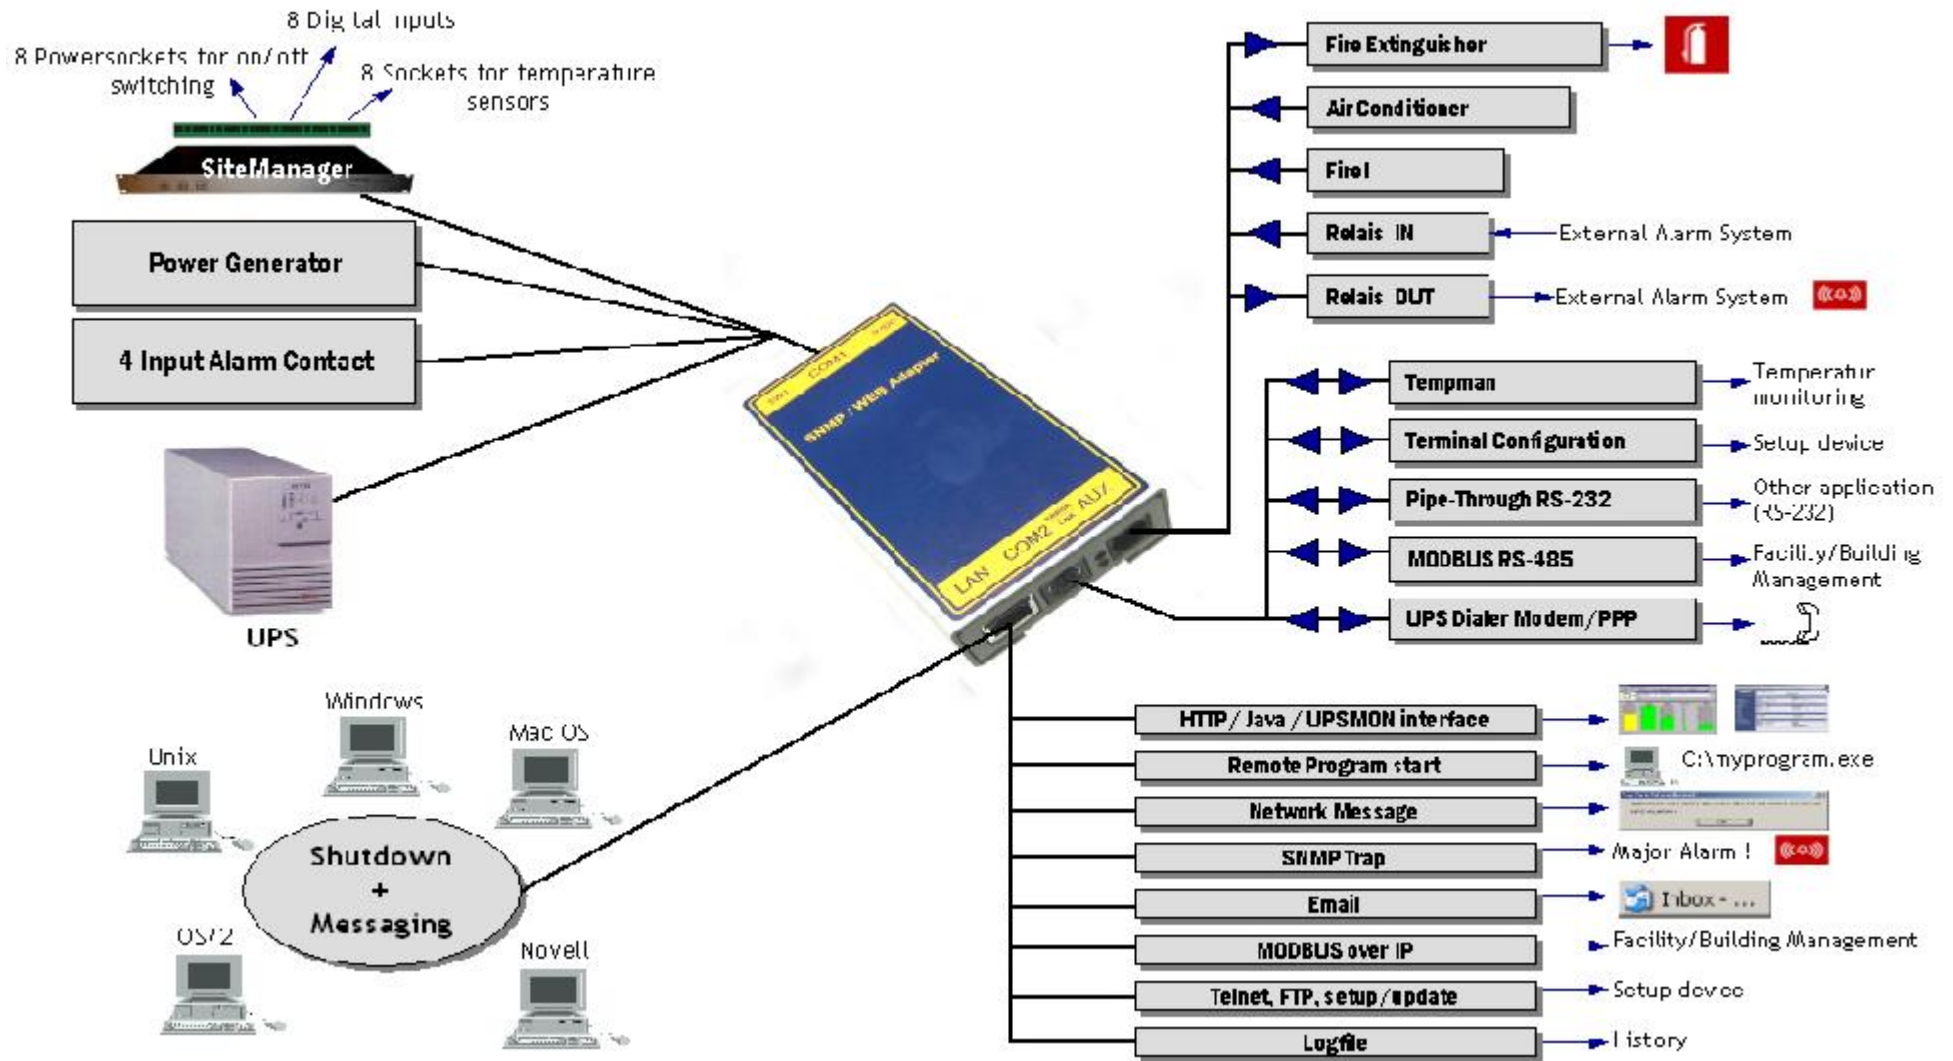 8 Digital Inputs
8 Powersockets for on/off
switching
8 Sockets for temperature
sensors
SiteManager
Power Generator
4 Input Alarm Contact
UPS
COM1
SNMP / WEB Adapter
LAN
COM2
AUX
Fire Extinguisher
Air Conditioner
Relais IN
External Alarm System
Relais OUT
External Alarm System
Tempman
Temperatur
monitoring
Terminal Configuration
Setup device
Pipe-Through RS-232
Other application
(RS-232)
MODBUS RS-485
Facility/Building
Management
UPS Dialer Modem/PPP
Windows
Mac OS
Unix
Shutdown
+
Messaging
OS/2
Novell
HTTP / Java / UPSMON interface
Remote Program start
C:\myprogram.exe
Network Message
SNMP Trap
Major Alarm !
Email
Inbox - ...
MODBUS over IP
Facility/Building Management
Telnet, FTP, setup/update
Setup device
Logfile
History